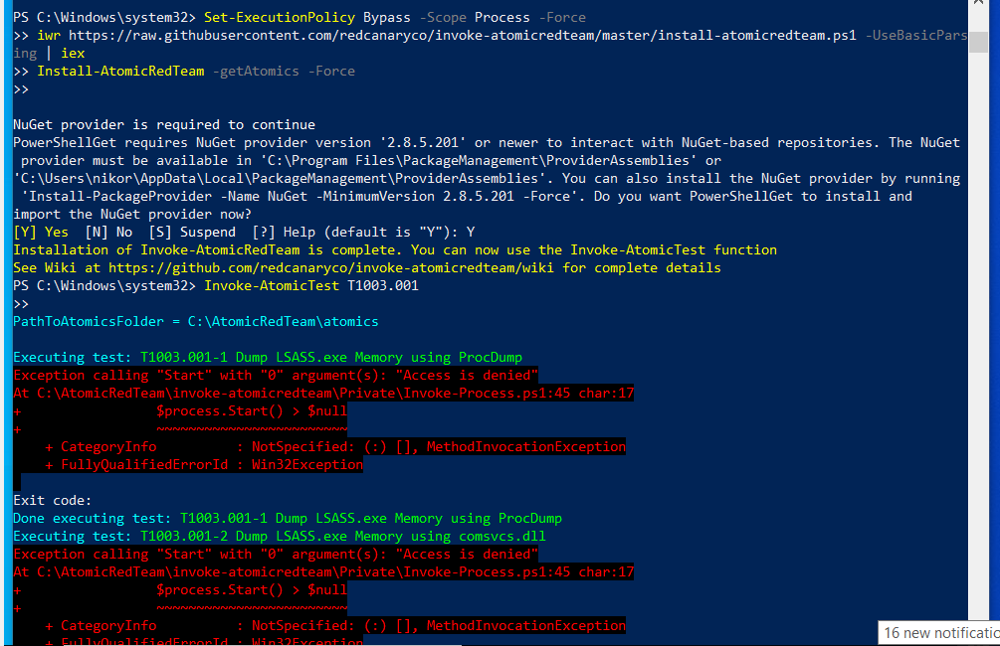 PS C:\Windows\system32> Set-ExecutionPolicy Bypass -Scope Process -Force
>> iwr https://raw.githubusercontent.com/redcanaryco/invoke-atomicredteam/master/install-atomicredteam.ps1 -UseBasicPars
ing | iex
>> Install-AtomicRedTeam -getAtomics -Force
>>
NuGet provider is required to continue
PowerShellGet requires NuGet provider version '2.8.5.201' or newer to interact with NuGet-based repositories. The NuGet
 provider must be available in 'C:\Program Files\PackageManagement\ProviderAssemblies' or
'C:\Users\nikor\AppData\Local\PackageManagement\ProviderAssemblies'. You can also install the NuGet provider by running
 'Install-PackageProvider -Name NuGet -MinimumVersion 2.8.5.201 -Force'. Do you want PowerShellGet to install and
import the NuGet provider now?
[Y] Yes  [N] No  [S] Suspend  [?] Help (default is "Y"): Y
Installation of Invoke-AtomicRedTeam is complete. You can now use the Invoke-AtomicTest function
See Wiki at https://github.com/redcanaryco/invoke-atomicredteam/wiki for complete details
PS C:\Windows\system32> Invoke-AtomicTest T1003.001
>>
PathToAtomicsFolder = C:\AtomicRedTeam\atomics
Executing test: T1003.001-1 Dump LSASS.exe Memory using ProcDump
Exception calling "Start" with "0" argument(s): "Access is denied"
At C:\AtomicRedTeam\invoke-atomicredteam\Private\Invoke-Process.ps1:45 char:17
+                 $process.Start() > $null
+                 ~~~~~~~~~~~~~~~~~~~~~~~~
    + CategoryInfo          : NotSpecified: (:) [], MethodInvocationException
    + FullyQualifiedErrorId : Win32Exception
Exit code:
Done executing test: T1003.001-1 Dump LSASS.exe Memory using ProcDump
Executing test: T1003.001-2 Dump LSASS.exe Memory using comsvcs.dll
Exception calling "Start" with "0" argument(s): "Access is denied"
At C:\AtomicRedTeam\invoke-atomicredteam\Private\Invoke-Process.ps1:45 char:17
+                 $process.Start() > $null
+                 ~~~~~~~~~~~~~~~~~~~~~~~~
    + CategoryInfo          : NotSpecified: (:) [], MethodInvocationException
    + FullyQualifiedErrorId : Win32Exception
16 new notificatio